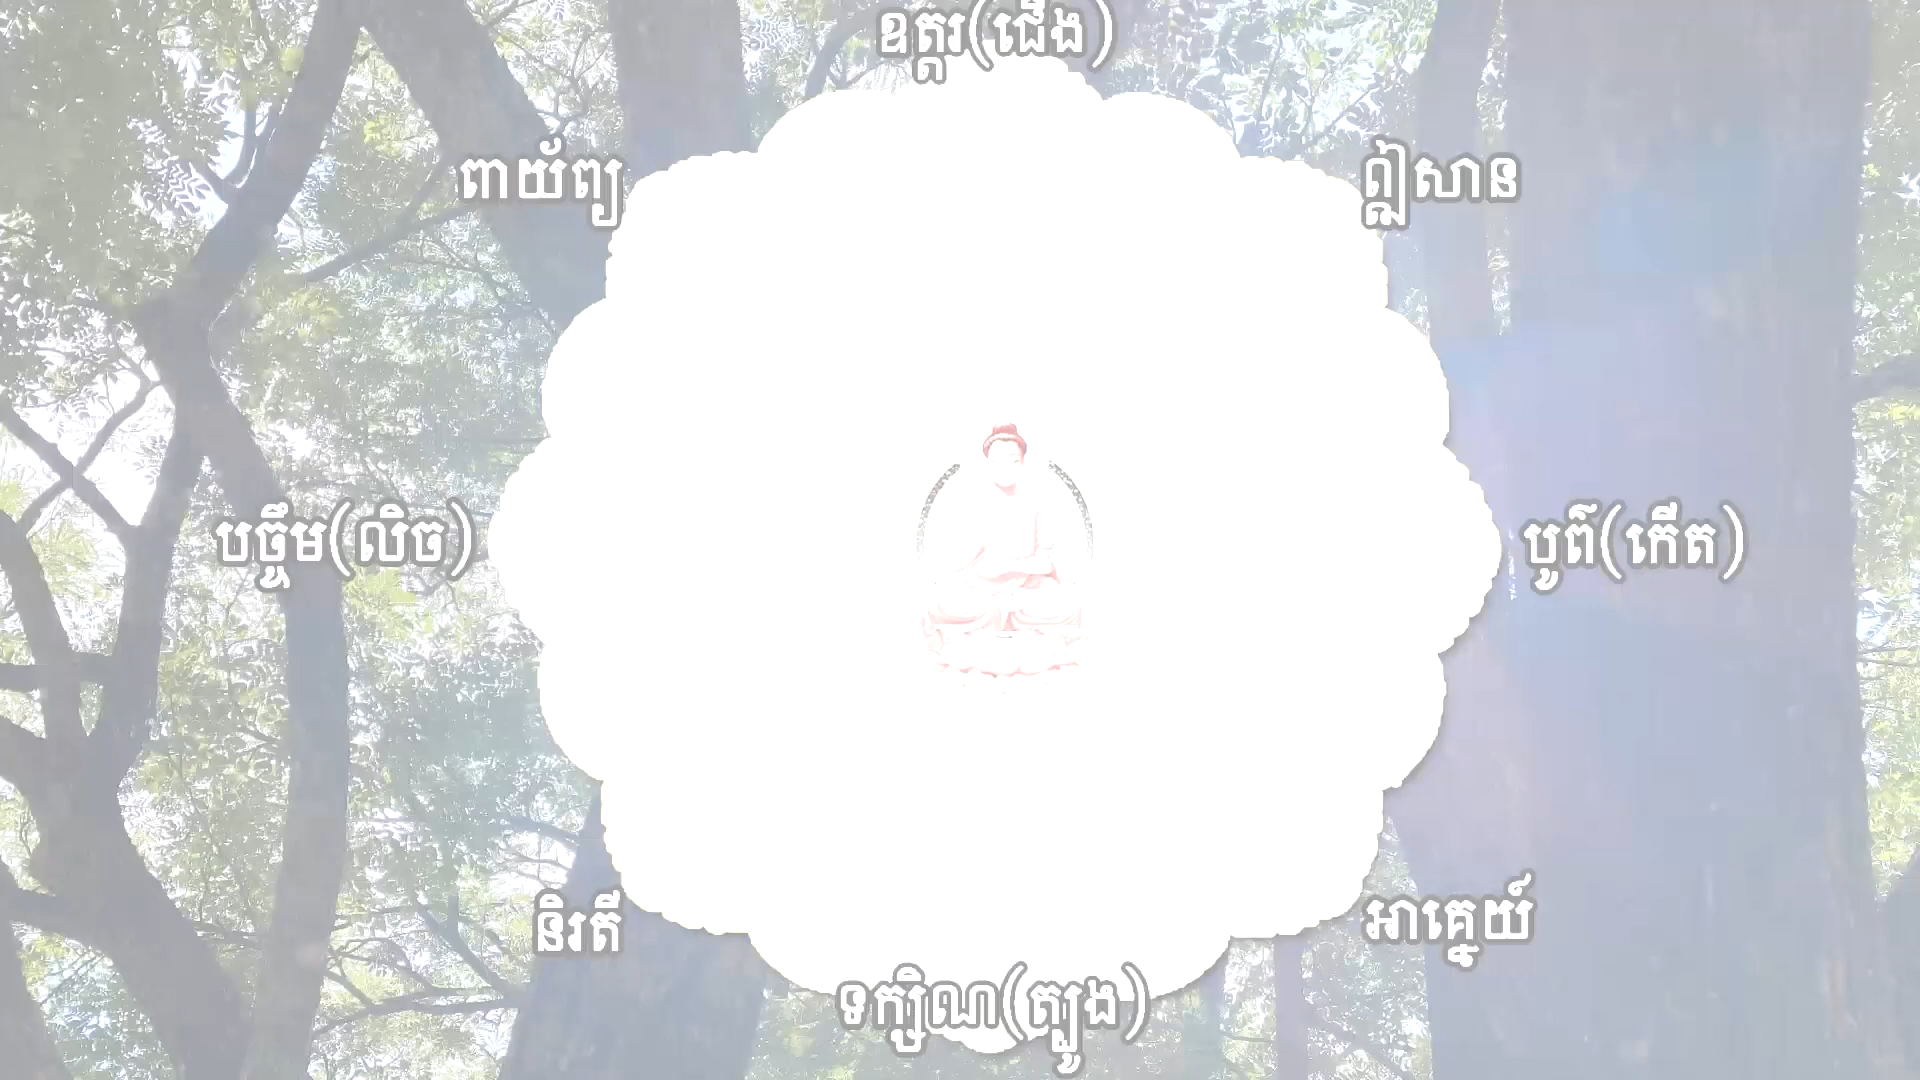 ឧត្តរ(ជើង)
ពាយ័ព្យ
ឦសាន
បច្ចឹម(លិច)
បូព៌(កើត)
និរតី
អាគ្នេយ៍
ទក្សិណ(ត្បូង)